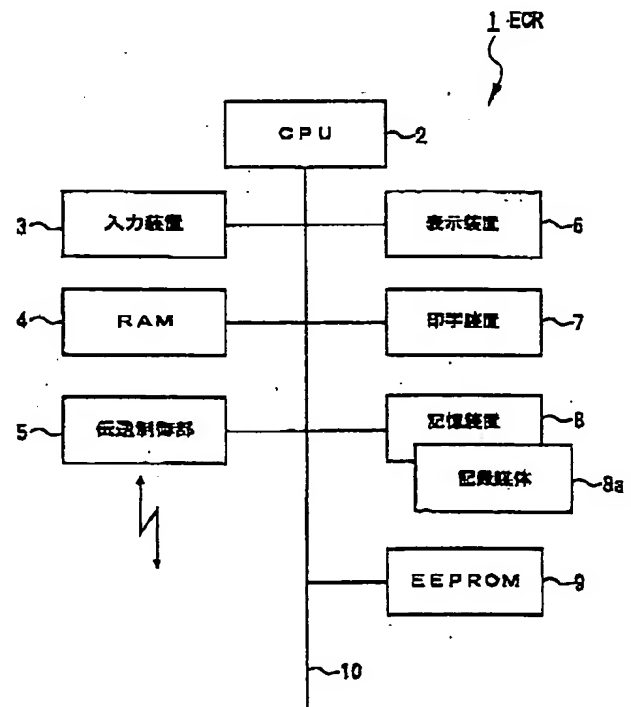 1 ECR
CPU
2
3
入力装置
表示装置
6
4
RAM
印字装置
7
5
伝送制御部
記憶装置
8
記録媒体
8a
EEPROM
9
10